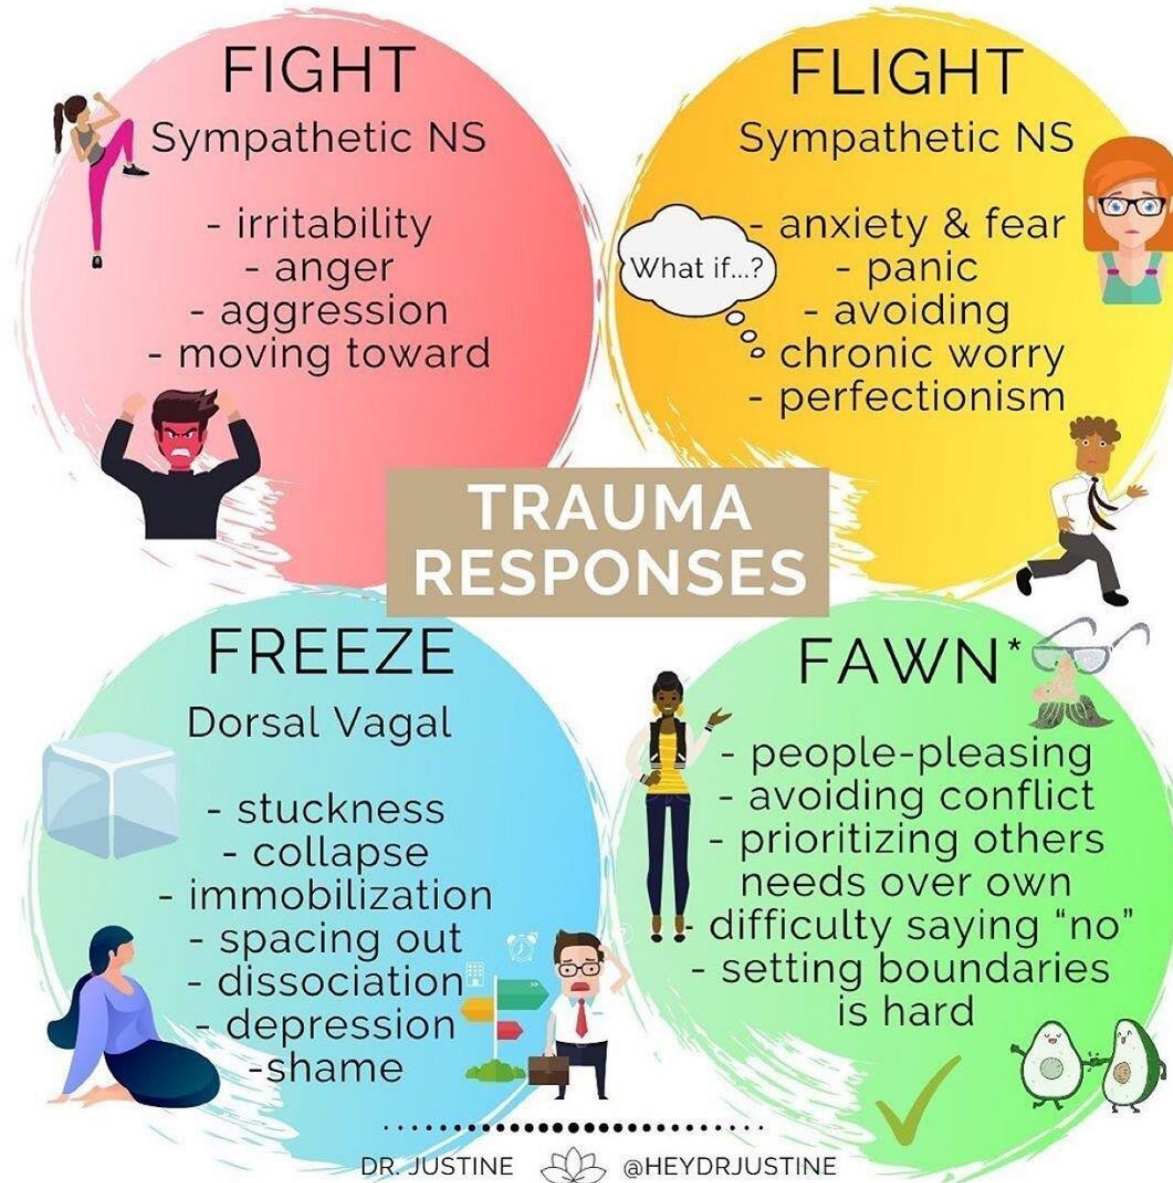 FIGHT
Sympathetic NS
- irritability
- anger
- aggression
- moving toward
FLIGHT
Sympathetic NS
What if...?
- anxiety & fear
- panic
- avoiding
chronic worry
- perfectionism
TRAUMA
RESPONSES
FREEZE
Dorsal Vagal
- stuckness
- collapse
- immobilization
- spacing out
- dissociation
- depression
-shame
FAWN*
- people-pleasing
- avoiding conflict
- prioritizing others
needs over own
- difficulty saying “no”
- setting boundaries
is hard
DR. JUSTINE @HEYDRJUSTINE